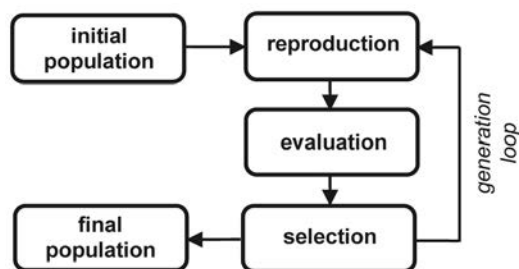 initial
population
reproduction
evaluation
generation
loop
final
population
selection